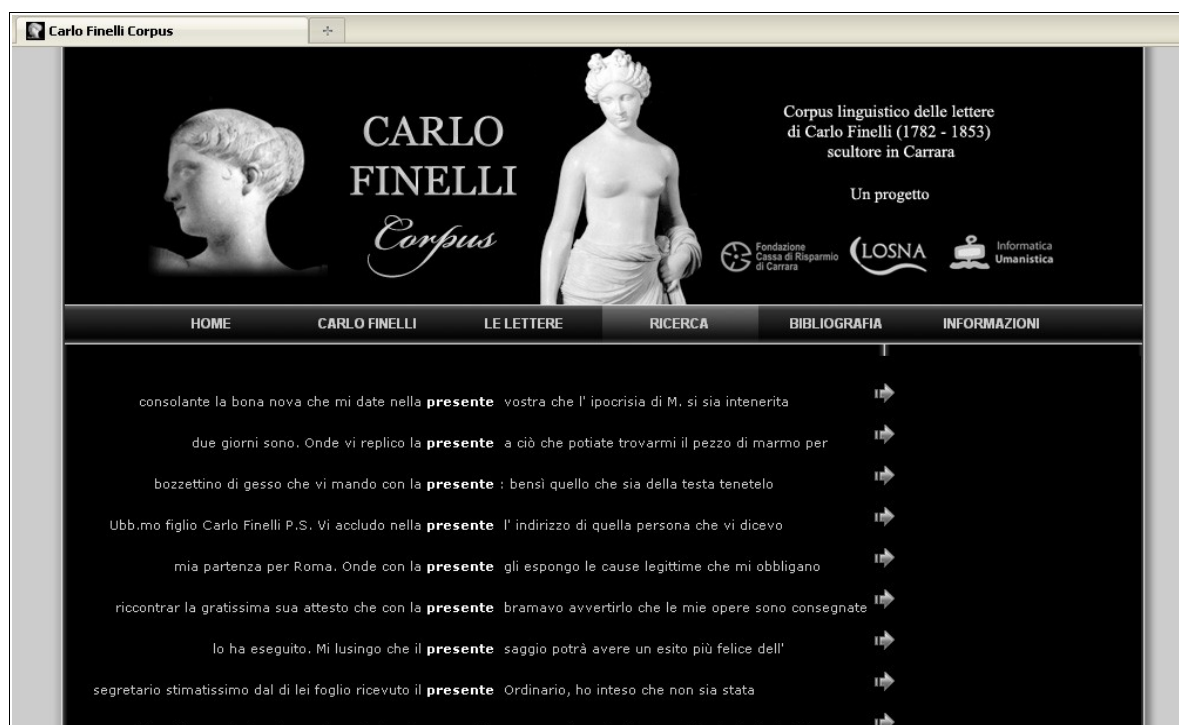 Carlo Finelli Corpus
CARLO
FINELLI
Corpus
Corpus linguistico delle lettere
di Carlo Finelli (1782 - 1853)
scultore in Carrara
Un progetto
Fondazione
Cassa di Risparmio
di Carrara
LOSNA
Informatica
Umanistica
HOME CARLO FINELLI LE LETTERE RICERCA BIBLIOGRAFIA INFORMAZIONI
consolante la bona nova che mi date nella presente vostra che l' ipocrisia di M. si sia intenerita
due giorni sono. Onde vi replico la presente a ciò che potiate trovarmi il pezzo di marmo per
bozzettino di gesso che vi mando con la presente : bensì quello che sia della testa tenetelo
Ubb.mo figlio Carlo Finelli P.S. Vi accludo nella presente l' indirizzo di quella persona che vi dicevo
mia partenza per Roma. Onde con la presente gli espongo le cause legittime che mi obbligano
riccontrar la gratissima sua attesto che con la presente bramavo avvertirlo che le mie opere sono consegnate
lo ha eseguito. Mi lusingo che il presente saggio potrà avere un esito più felice dell'
segretario stimatissimo dal di lei foglio ricevuto il presente Ordinario, ho inteso che non sia stata